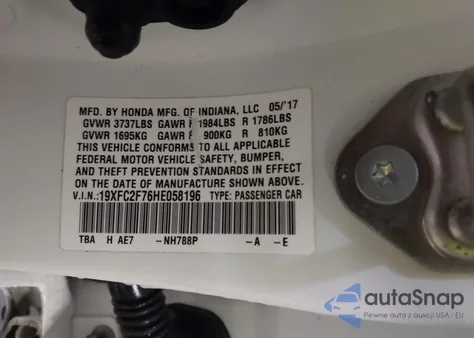 MFD. BY HONDA MFG. OF INDIANA, LLC 05/'17
GVWR 3737LBS GAWR F 1984LBS R 1786LBS
GVWR 1695KG GAWR F 900KG R 810KG
THIS VEHICLE CONFORMS TO ALL APPLICABLE
FEDERAL MOTOR VEHICLE SAFETY, BUMPER,
AND THEFT PREVENTION STANDARDS IN EFFECT
ON THE DATE OF MANUFACTURE SHOWN ABOVE.
V.I.N.:19XFC2F76HE058196 TYPE: PASSENGER CAR
TBA H AE7 -NH788P -A -E
autoSnap
Pewne auta z aukcji USA i EU